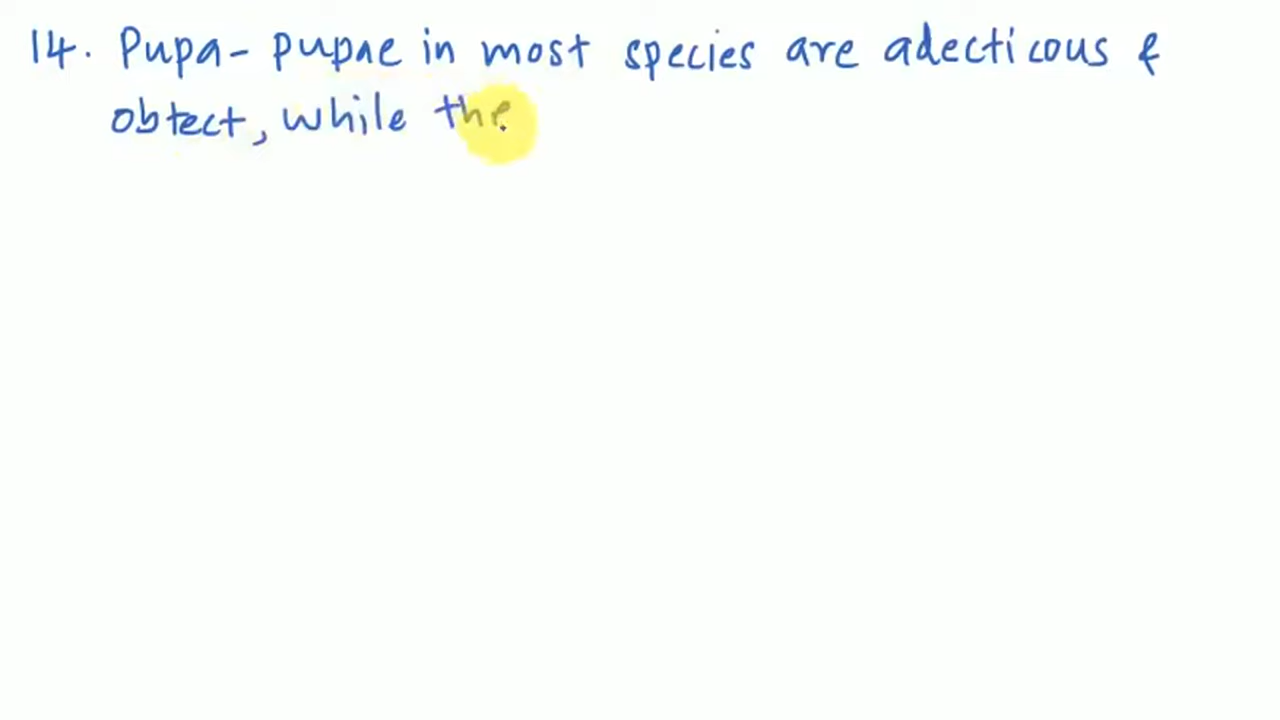 14. Pupa- pupae in most species are adecticous &
obtect, while the